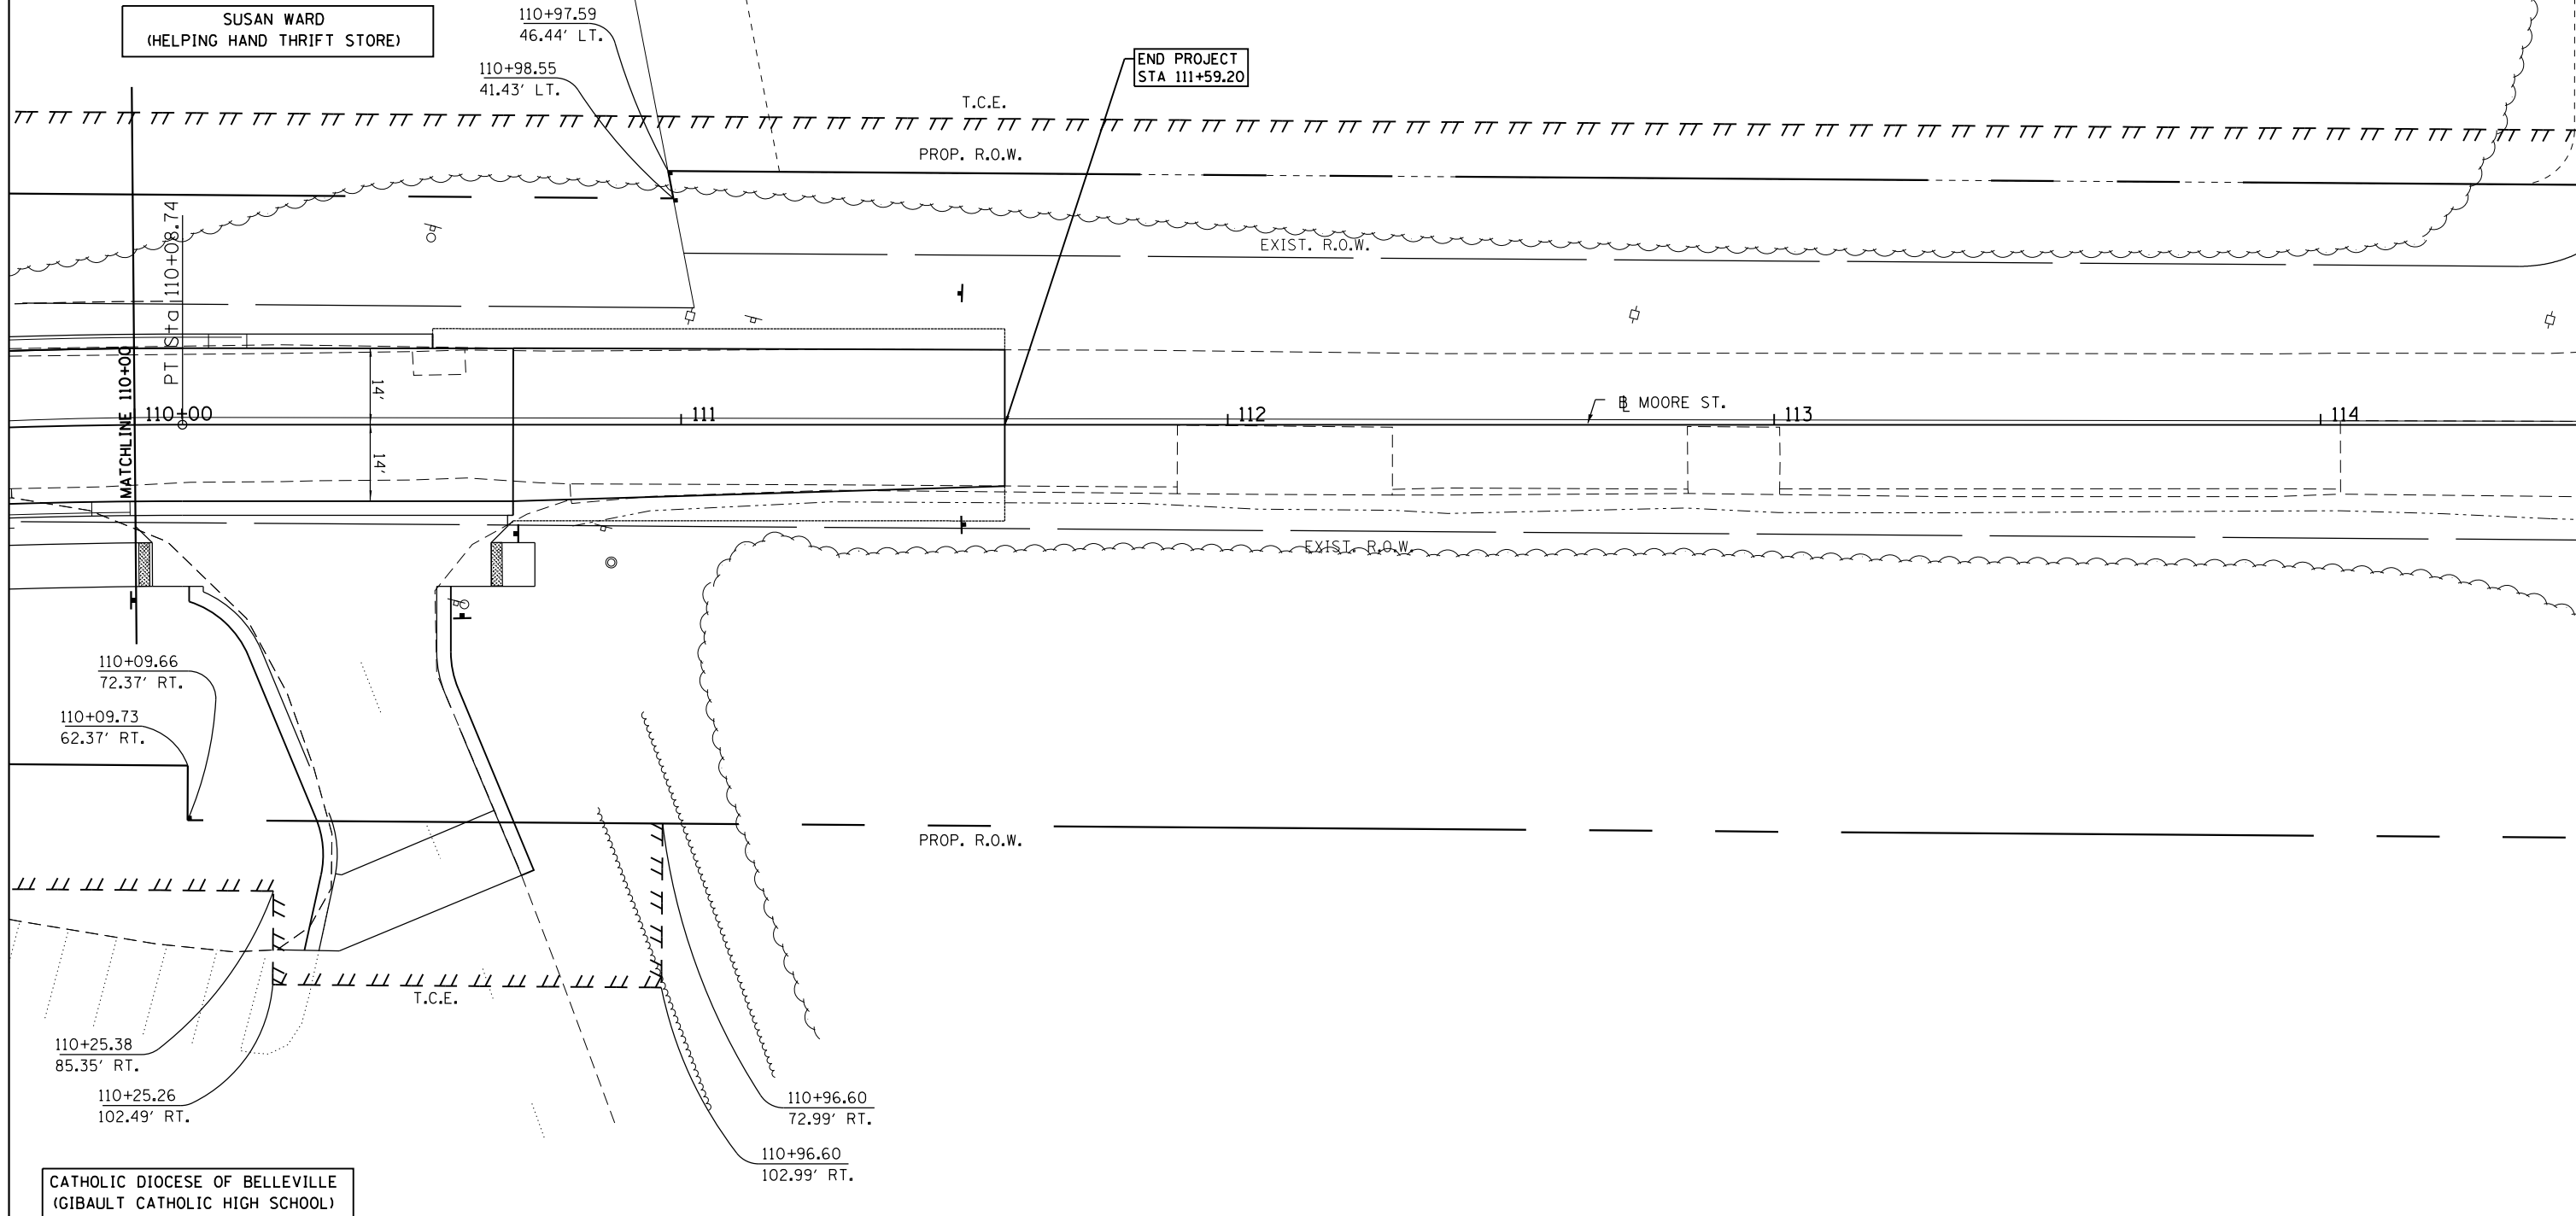 SUSAN WARD
(HELPING HAND THRIFT STORE)
110+97.59
46.44' LT.
110+98.55
41.43' LT.
END PROJECT
STA 111+59.20
T.C.E.
PROP. R.O.W.
EXIST. R.O.W.
PT Sta 110+08.74
MATCHLINE 110+00
14'
14'
110+00
111
112
113
114
℄ MOORE ST.
EXIST. R.O.W.
110+09.66
72.37' RT.
110+09.73
62.37' RT.
PROP. R.O.W.
T.C.E.
110+25.38
85.35' RT.
110+25.26
102.49' RT.
110+96.60
72.99' RT.
110+96.60
102.99' RT.
CATHOLIC DIOCESE OF BELLEVILLE
(GIBAULT CATHOLIC HIGH SCHOOL)